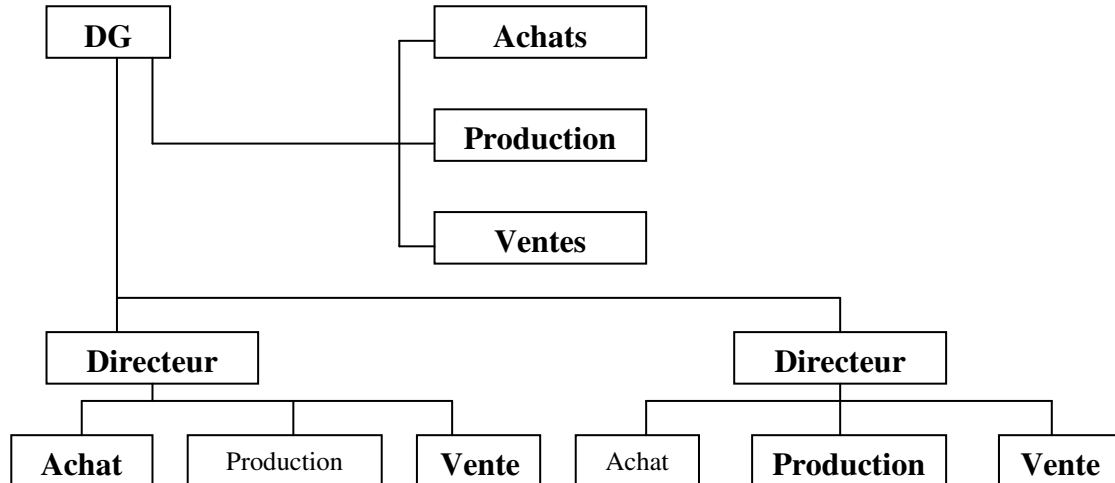 DG
Achats
Production
Ventes
Directeur
Directeur
Achat
Production
Vente
Achat
Production
Vente